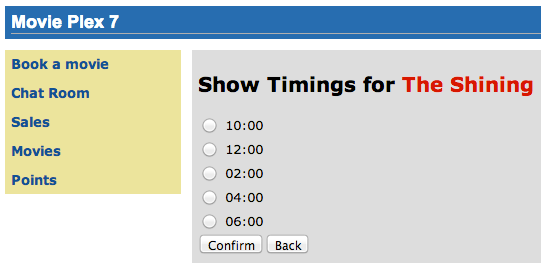 Movie Plex 7
Book a movie
Chat Room
Sales
Movies
Points
Show Timings for The Shining
10:00
12:00
02:00
04:00
06:00
Confirm Back